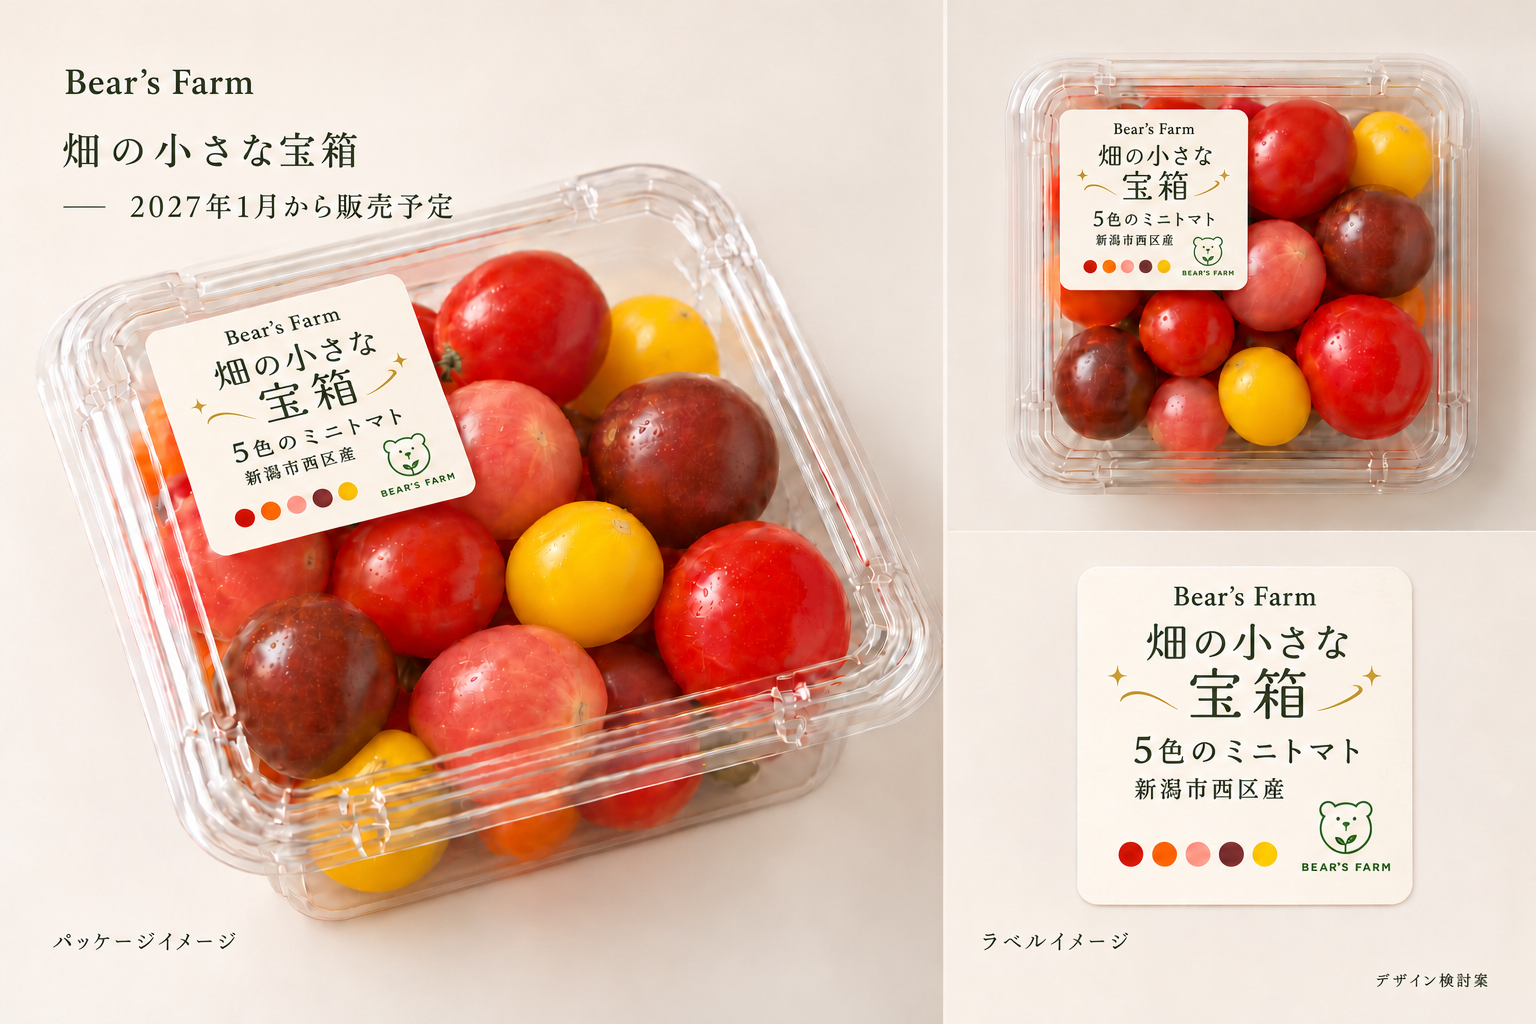 Bear's Farm
畑の小さな宝箱
── 2027年1月から販売予定
Bear's Farm
畑の小さな
宝箱
5色のミニトマト
新潟市西区産
BEAR'S FARM
パッケージイメージ
Bear's Farm
畑の小さな
宝箱
5色のミニトマト
新潟市西区産
BEAR'S FARM
Bear's Farm
畑の小さな
宝箱
5色のミニトマト
新潟市西区産
BEAR'S FARM
ラベルイメージ
デザイン検討案